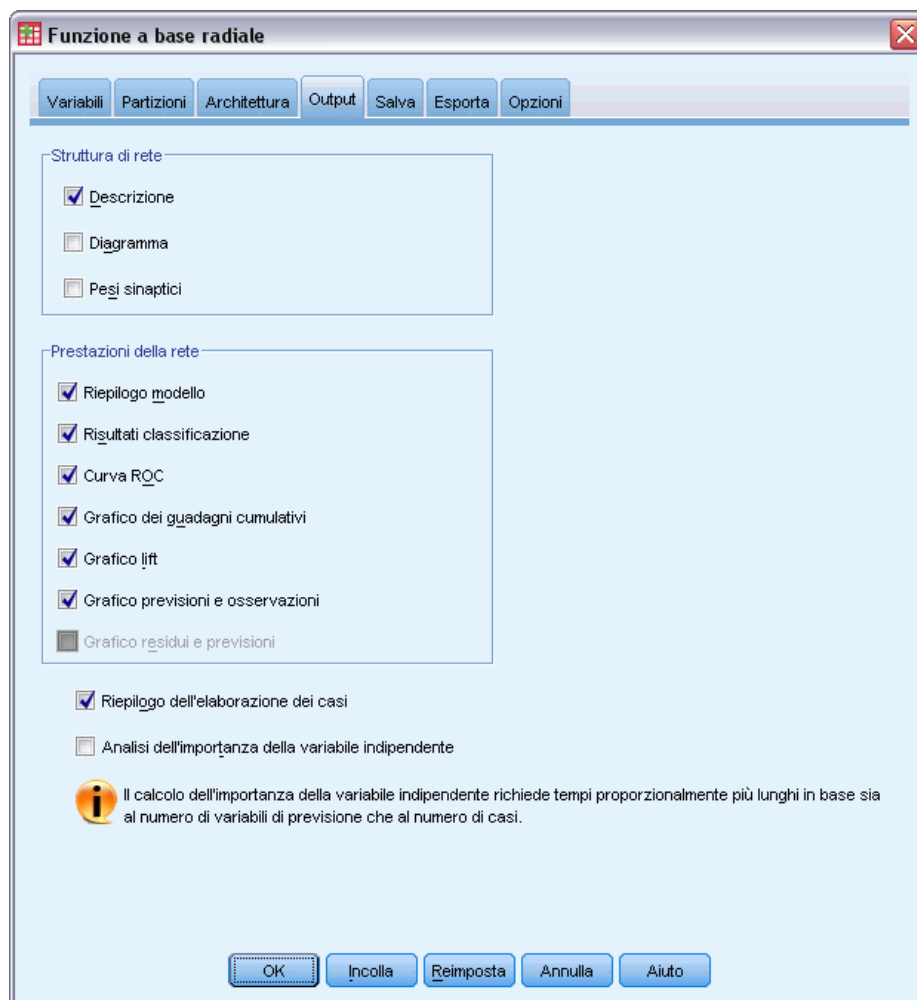 Funzione a base radiale
Variabili Partizioni Architettura Output Salva Esporta Opzioni
Struttura di rete
Descrizione
Diagramma
Pesi sinaptici
Prestazioni della rete
Riepilogo modello
Risultati classificazione
Curva ROC
Grafico dei guadagni cumulativi
Grafico lift
Grafico previsioni e osservazioni
Grafico residui e previsioni
Riepilogo dell'elaborazione dei casi
Analisi dell'importanza della variabile indipendente
Il calcolo dell'importanza della variabile indipendente richiede tempi proporzionalmente più lunghi in base sia
al numero di variabili di previsione che al numero di casi.
OK Incolla Reimposta Annulla Aiuto